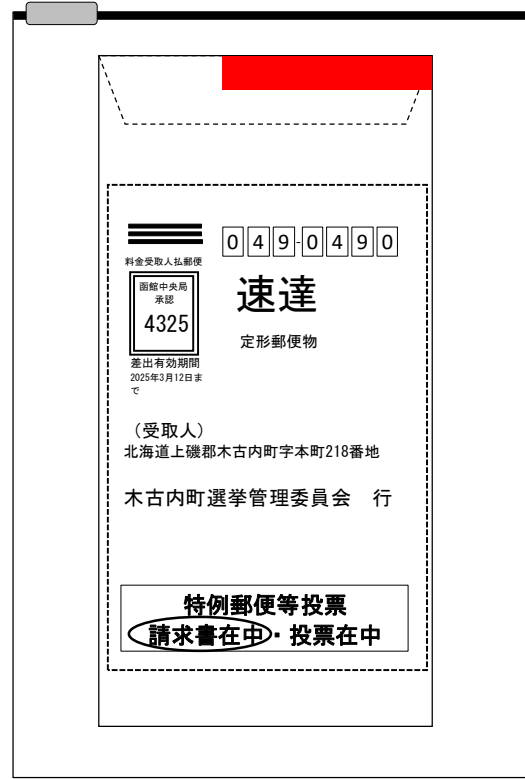 049-0490
料金受取人払郵便
函館中央局
承認
4325
速達
定形郵便物
差出有効期間
2025年3月12日ま
で
（受取人）
北海道上磯郡木古内町字本町218番地
木古内町選挙管理委員会　行
特例郵便等投票
請求書在中・投票在中